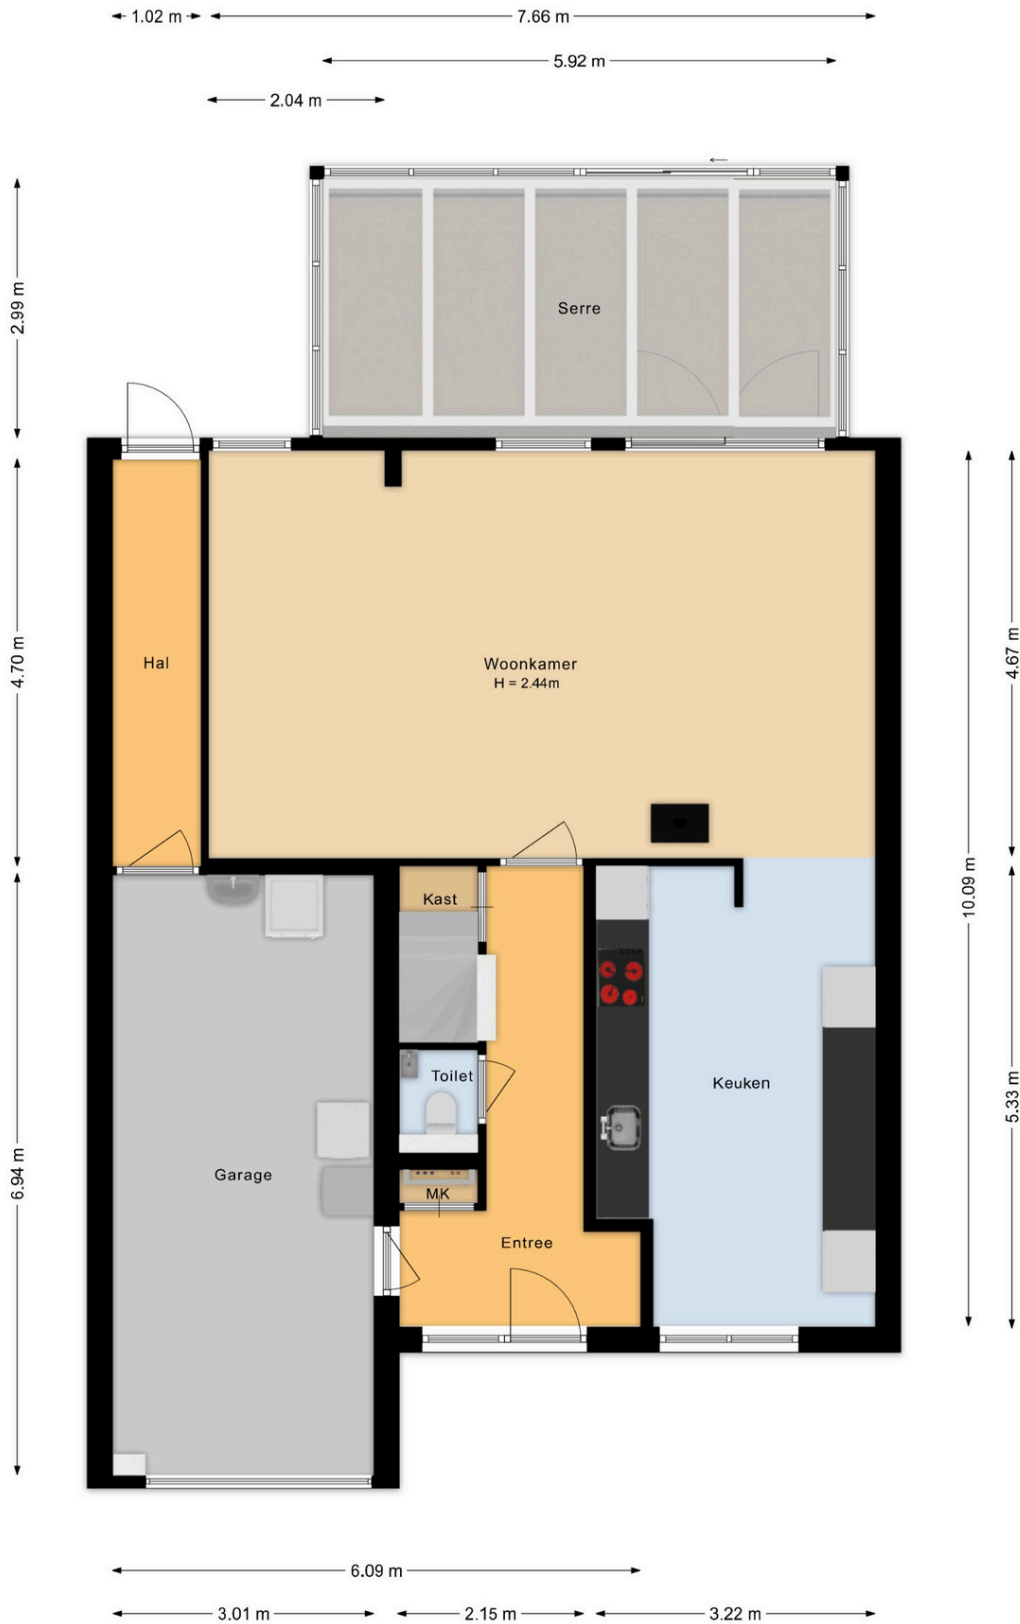 1.02 m
7.66 m
5.92 m
2.04 m
2.99 m
Serre
4.70 m
Hal
Woonkamer
H = 2.44m
4.67 m
10.09 m
Kast
Toilet
Keuken
5.33 m
6.94 m
Garage
MK
Entree
6.09 m
3.01 m
2.15 m
3.22 m